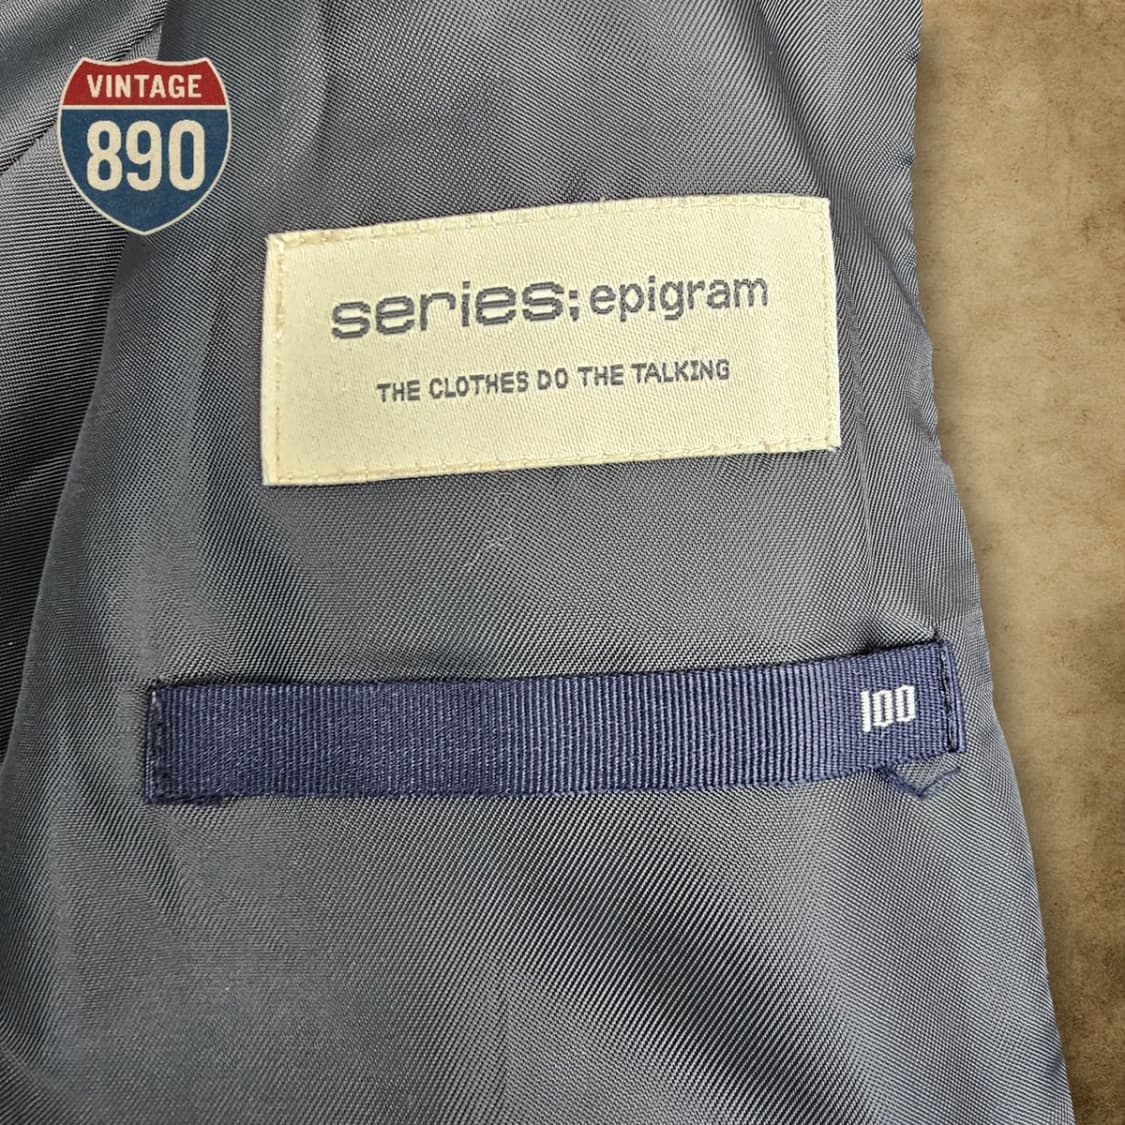 VINTAGE
890
series;epigram
THE CLOTHES DO THE TALKING
100